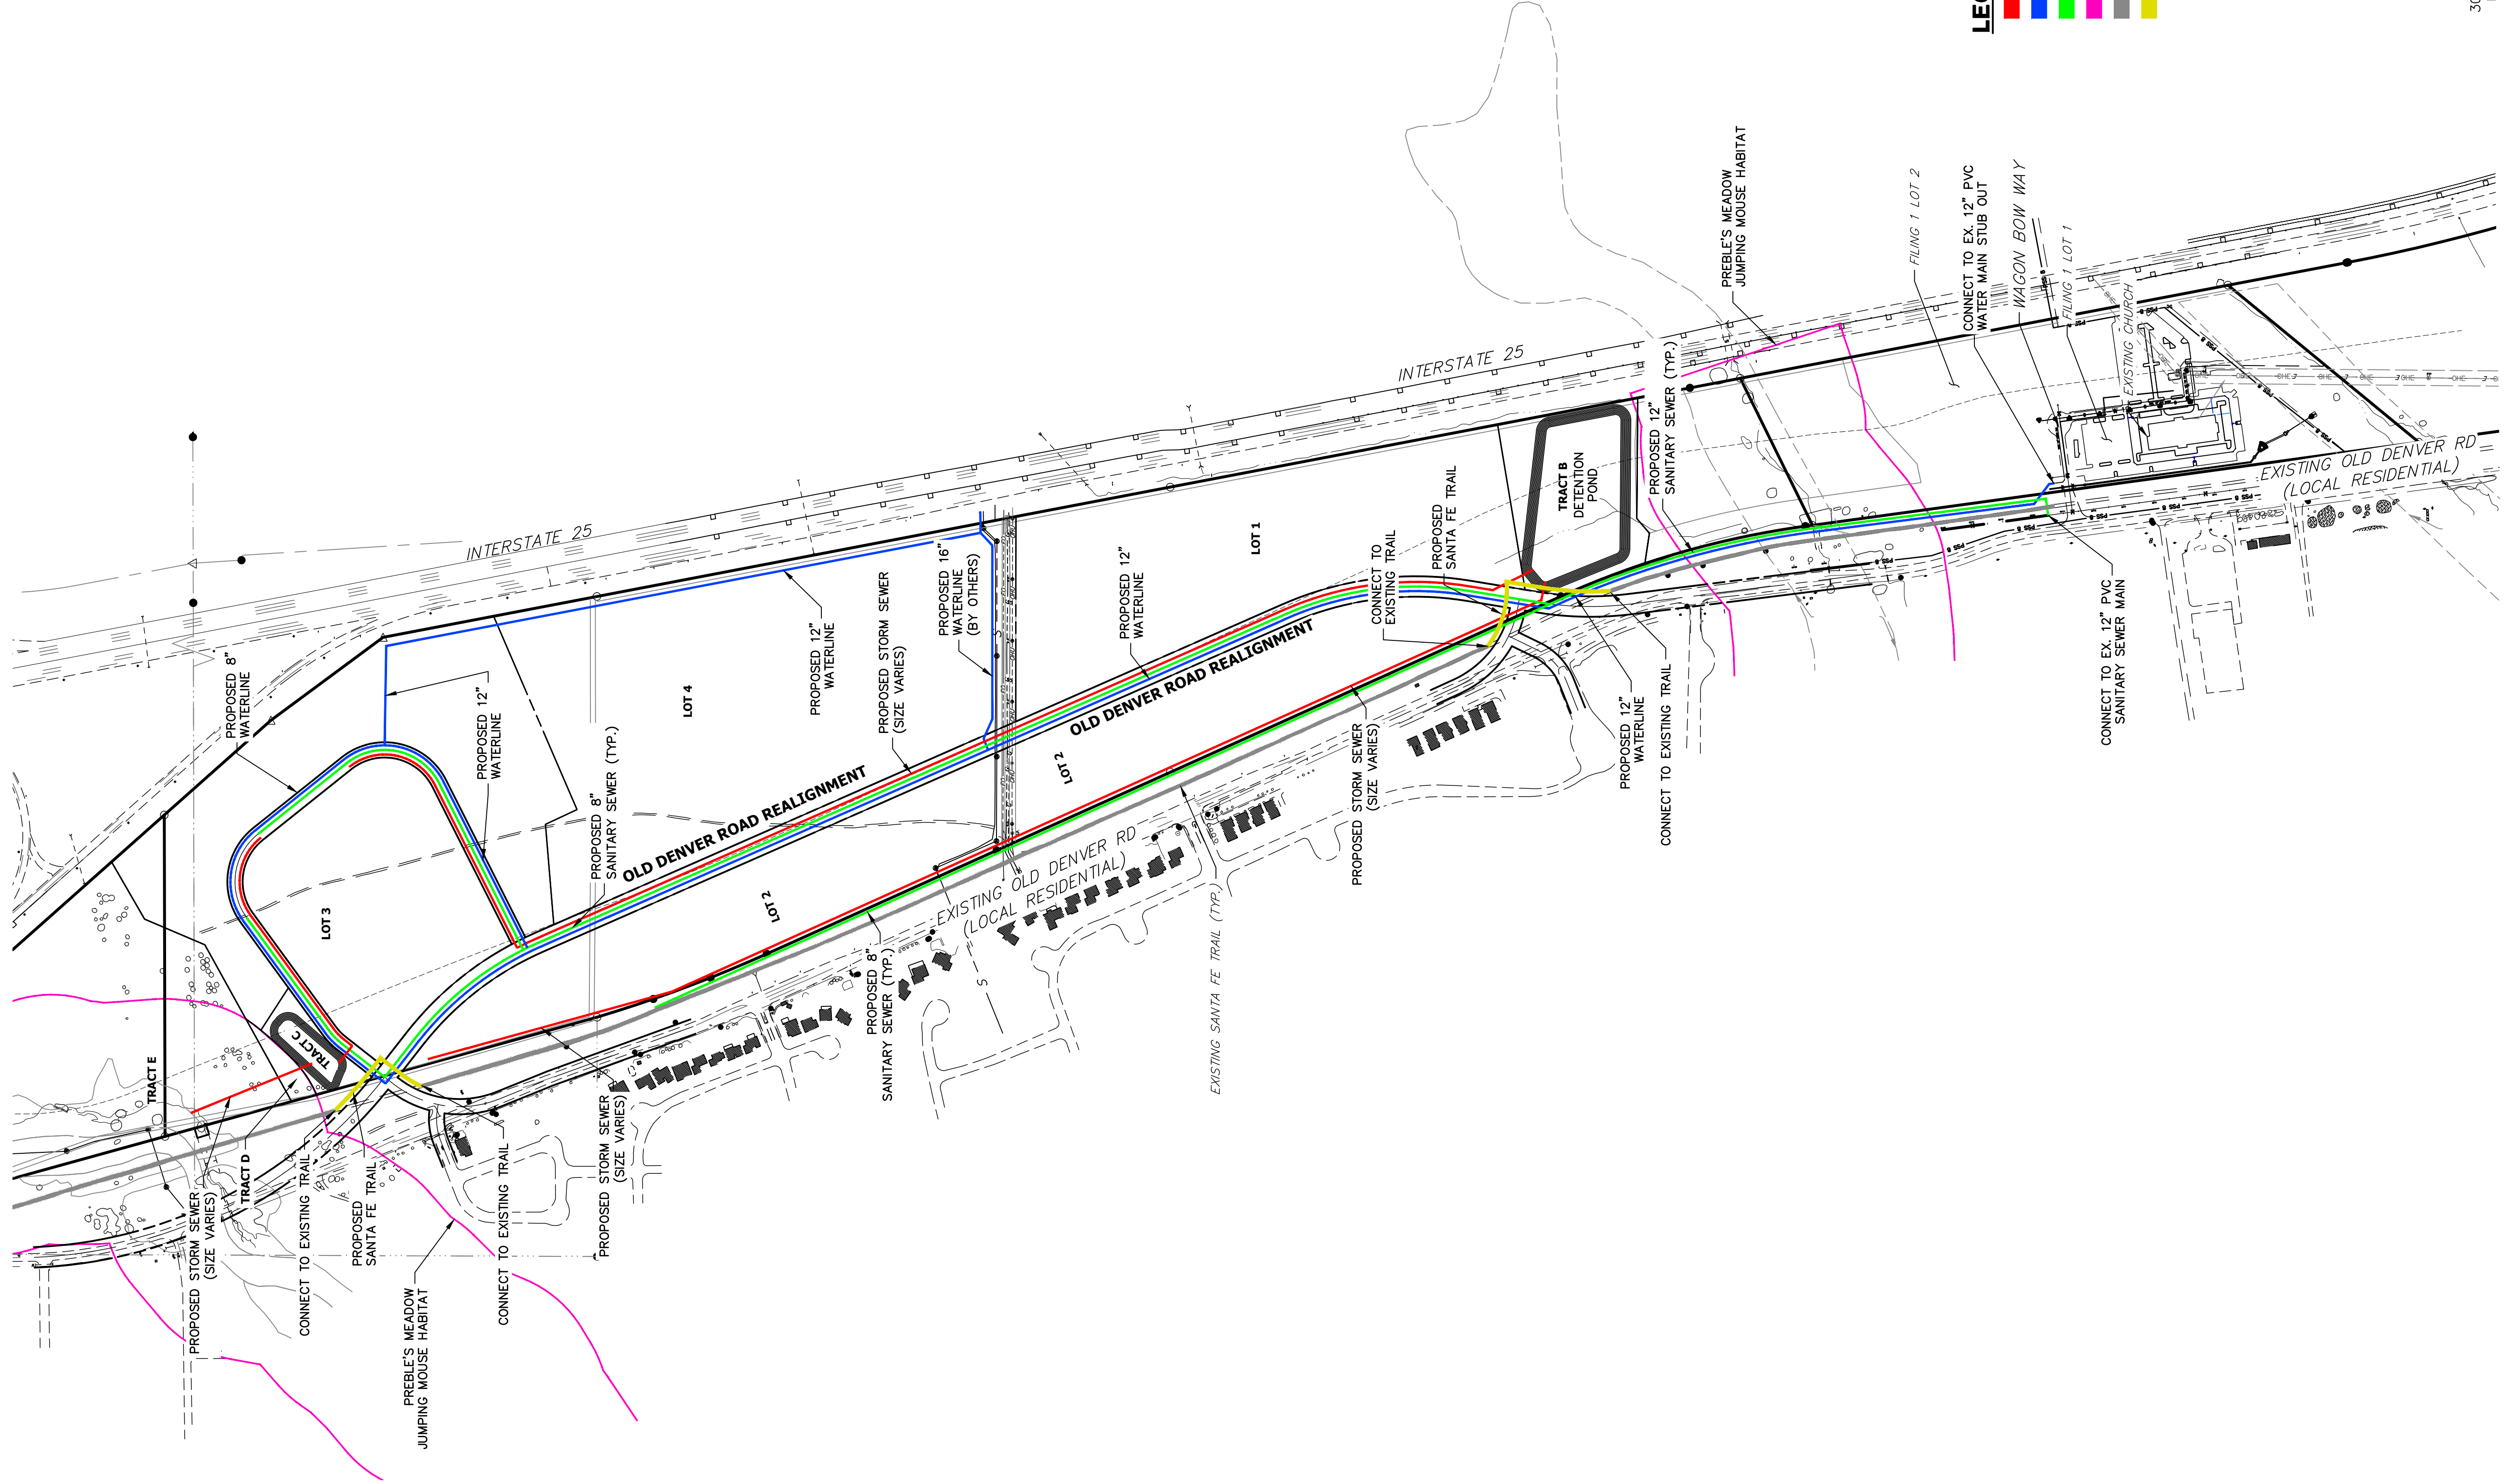 LEG
30
INTERSTATE 25
INTERSTATE 25
PREBLE'S MEADOW
JUMPING MOUSE HABITAT
FILING 1 LOT 2
CONNECT TO EX. 12" PVC
WATER MAIN STUB OUT
WAGON BOW WAY
FILING 1 LOT 1
EXISTING CHURCH
EXISTING OLD DENVER RD
(LOCAL RESIDENTIAL)
CONNECT TO EX. 12" PVC
SANITARY SEWER MAIN
PROPOSED 12"
SANITARY SEWER (TYP.)
TRACT B
DETENTION
POND
PROPOSED
SANTA FE TRAIL
CONNECT TO
EXISTING TRAIL
LOT 1
PROPOSED 12"
WATERLINE
PROPOSED 16"
WATERLINE
(BY OTHERS)
PROPOSED STORM SEWER
(SIZE VARIES)
PROPOSED 12"
WATERLINE
LOT 4
PROPOSED 8"
WATERLINE
PROPOSED 12"
WATERLINE
PROPOSED 8"
SANITARY SEWER (TYP.)
OLD DENVER ROAD REALIGNMENT
OLD DENVER ROAD REALIGNMENT
LOT 2
LOT 2
LOT 3
PROPOSED 12"
WATERLINE
CONNECT TO EXISTING TRAIL
PROPOSED STORM SEWER
(SIZE VARIES)
EXISTING OLD DENVER RD
(LOCAL RESIDENTIAL)
EXISTING SANTA FE TRAIL (TYP.)
PROPOSED 8"
SANITARY SEWER (TYP.)
PROPOSED STORM SEWER
(SIZE VARIES)
TRACT C
TRACT E
TRACT D
PROPOSED STORM SEWER
(SIZE VARIES)
CONNECT TO EXISTING TRAIL
PROPOSED
SANTA FE TRAIL
CONNECT TO EXISTING TRAIL
PREBLE'S MEADOW
JUMPING MOUSE HABITAT